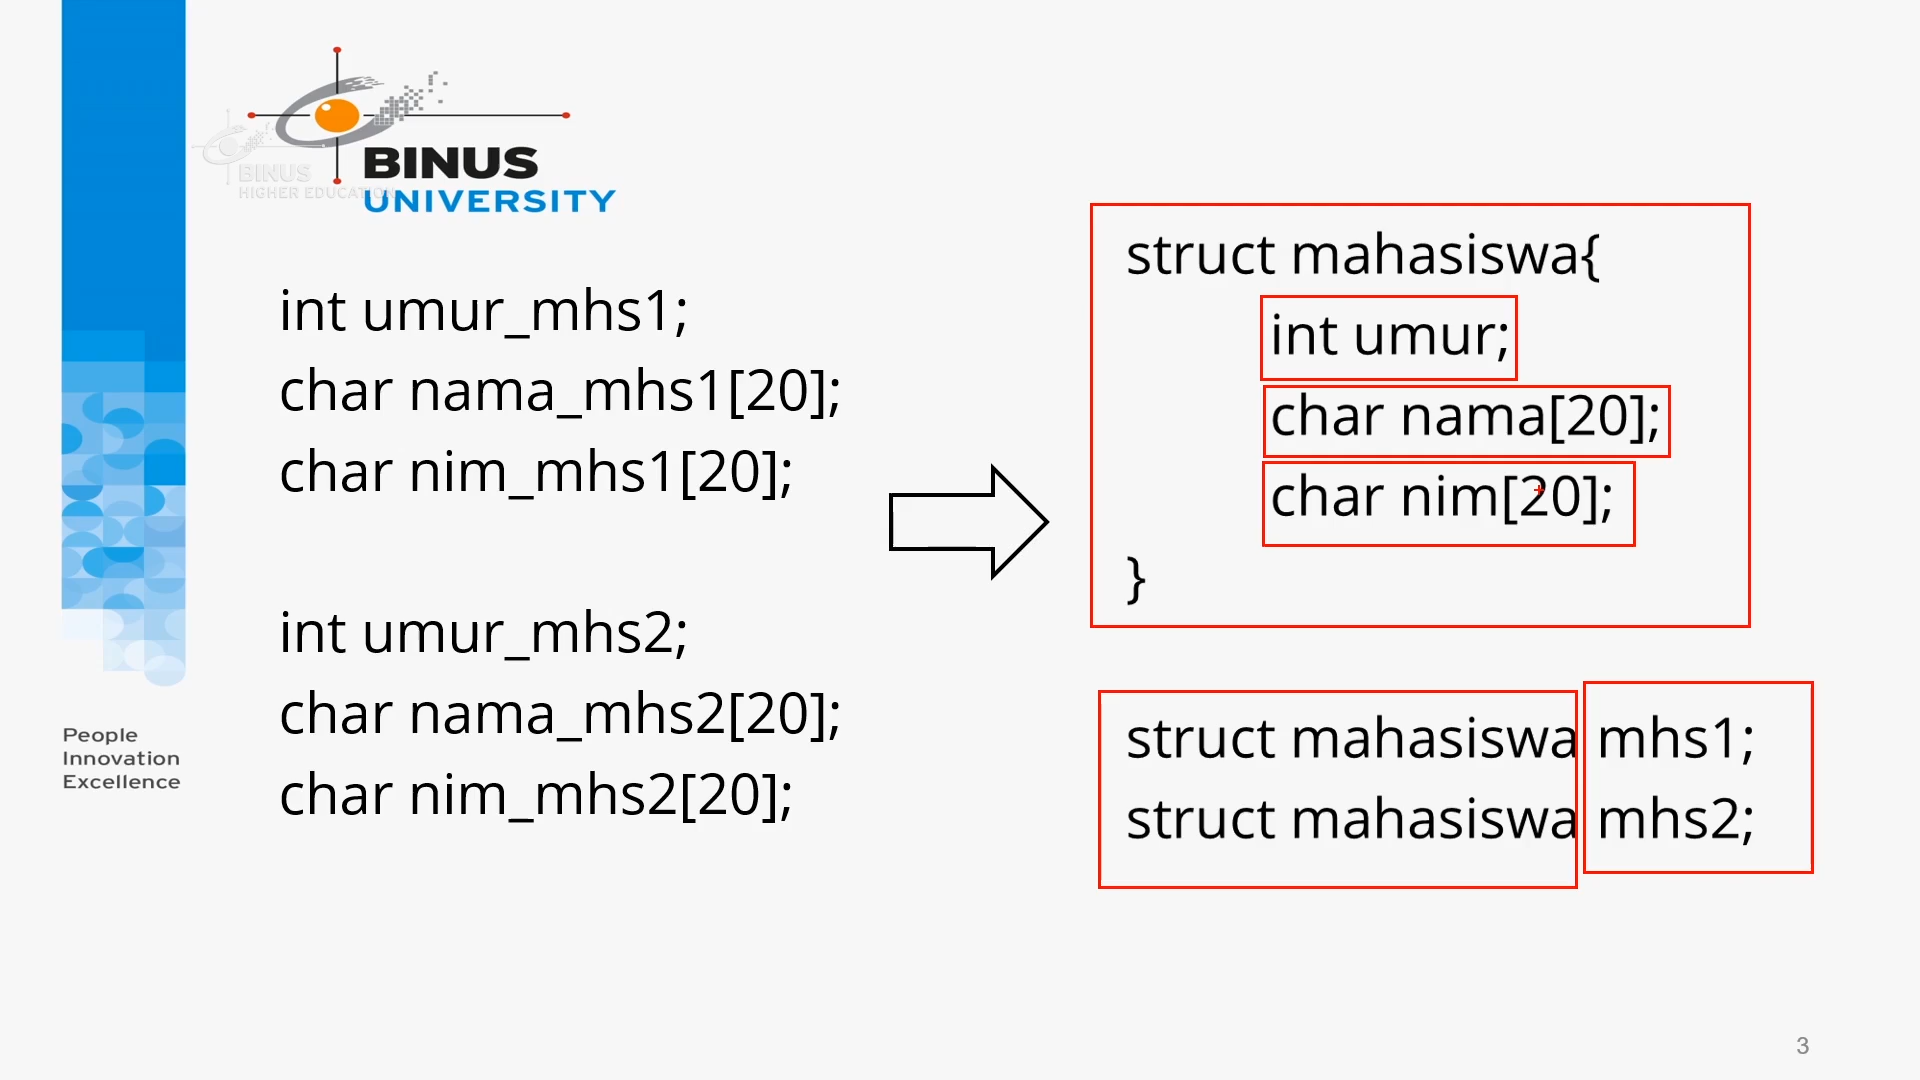 BINUS
UNIVERSITY
BINUS
HIGHER EDUCATION
int umur_mhs1;
char nama_mhs1[20];
char nim_mhs1[20];
int umur_mhs2;
char nama_mhs2[20];
char nim_mhs2[20];
struct mahasiswa{
int umur;
char nama[20];
char nim[20];
}
struct mahasiswa mhs1;
struct mahasiswa mhs2;
People
Innovation
Excellence
3